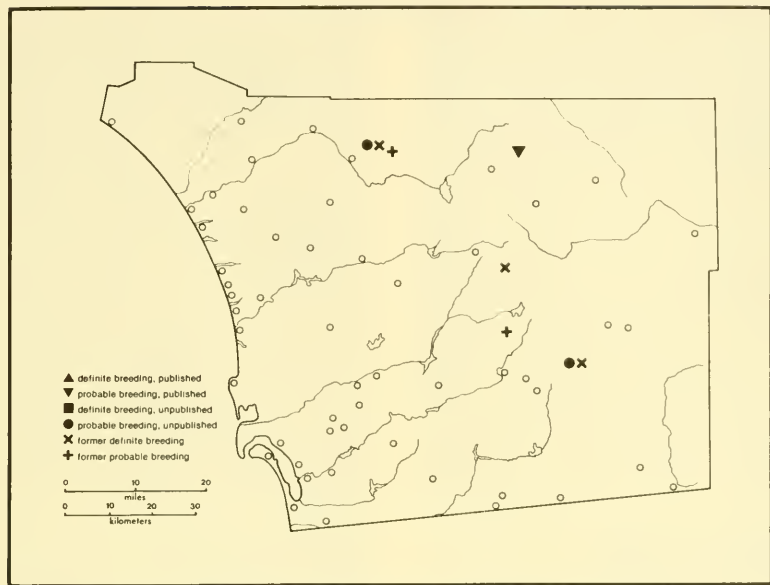 ▲ definite breeding, published
▼ probable breeding, published
■ definite breeding, unpublished
● probable breeding, unpublished
✕ former definite breeding
+ former probable breeding
0 10 20
miles
0 10 20 30
kilometers